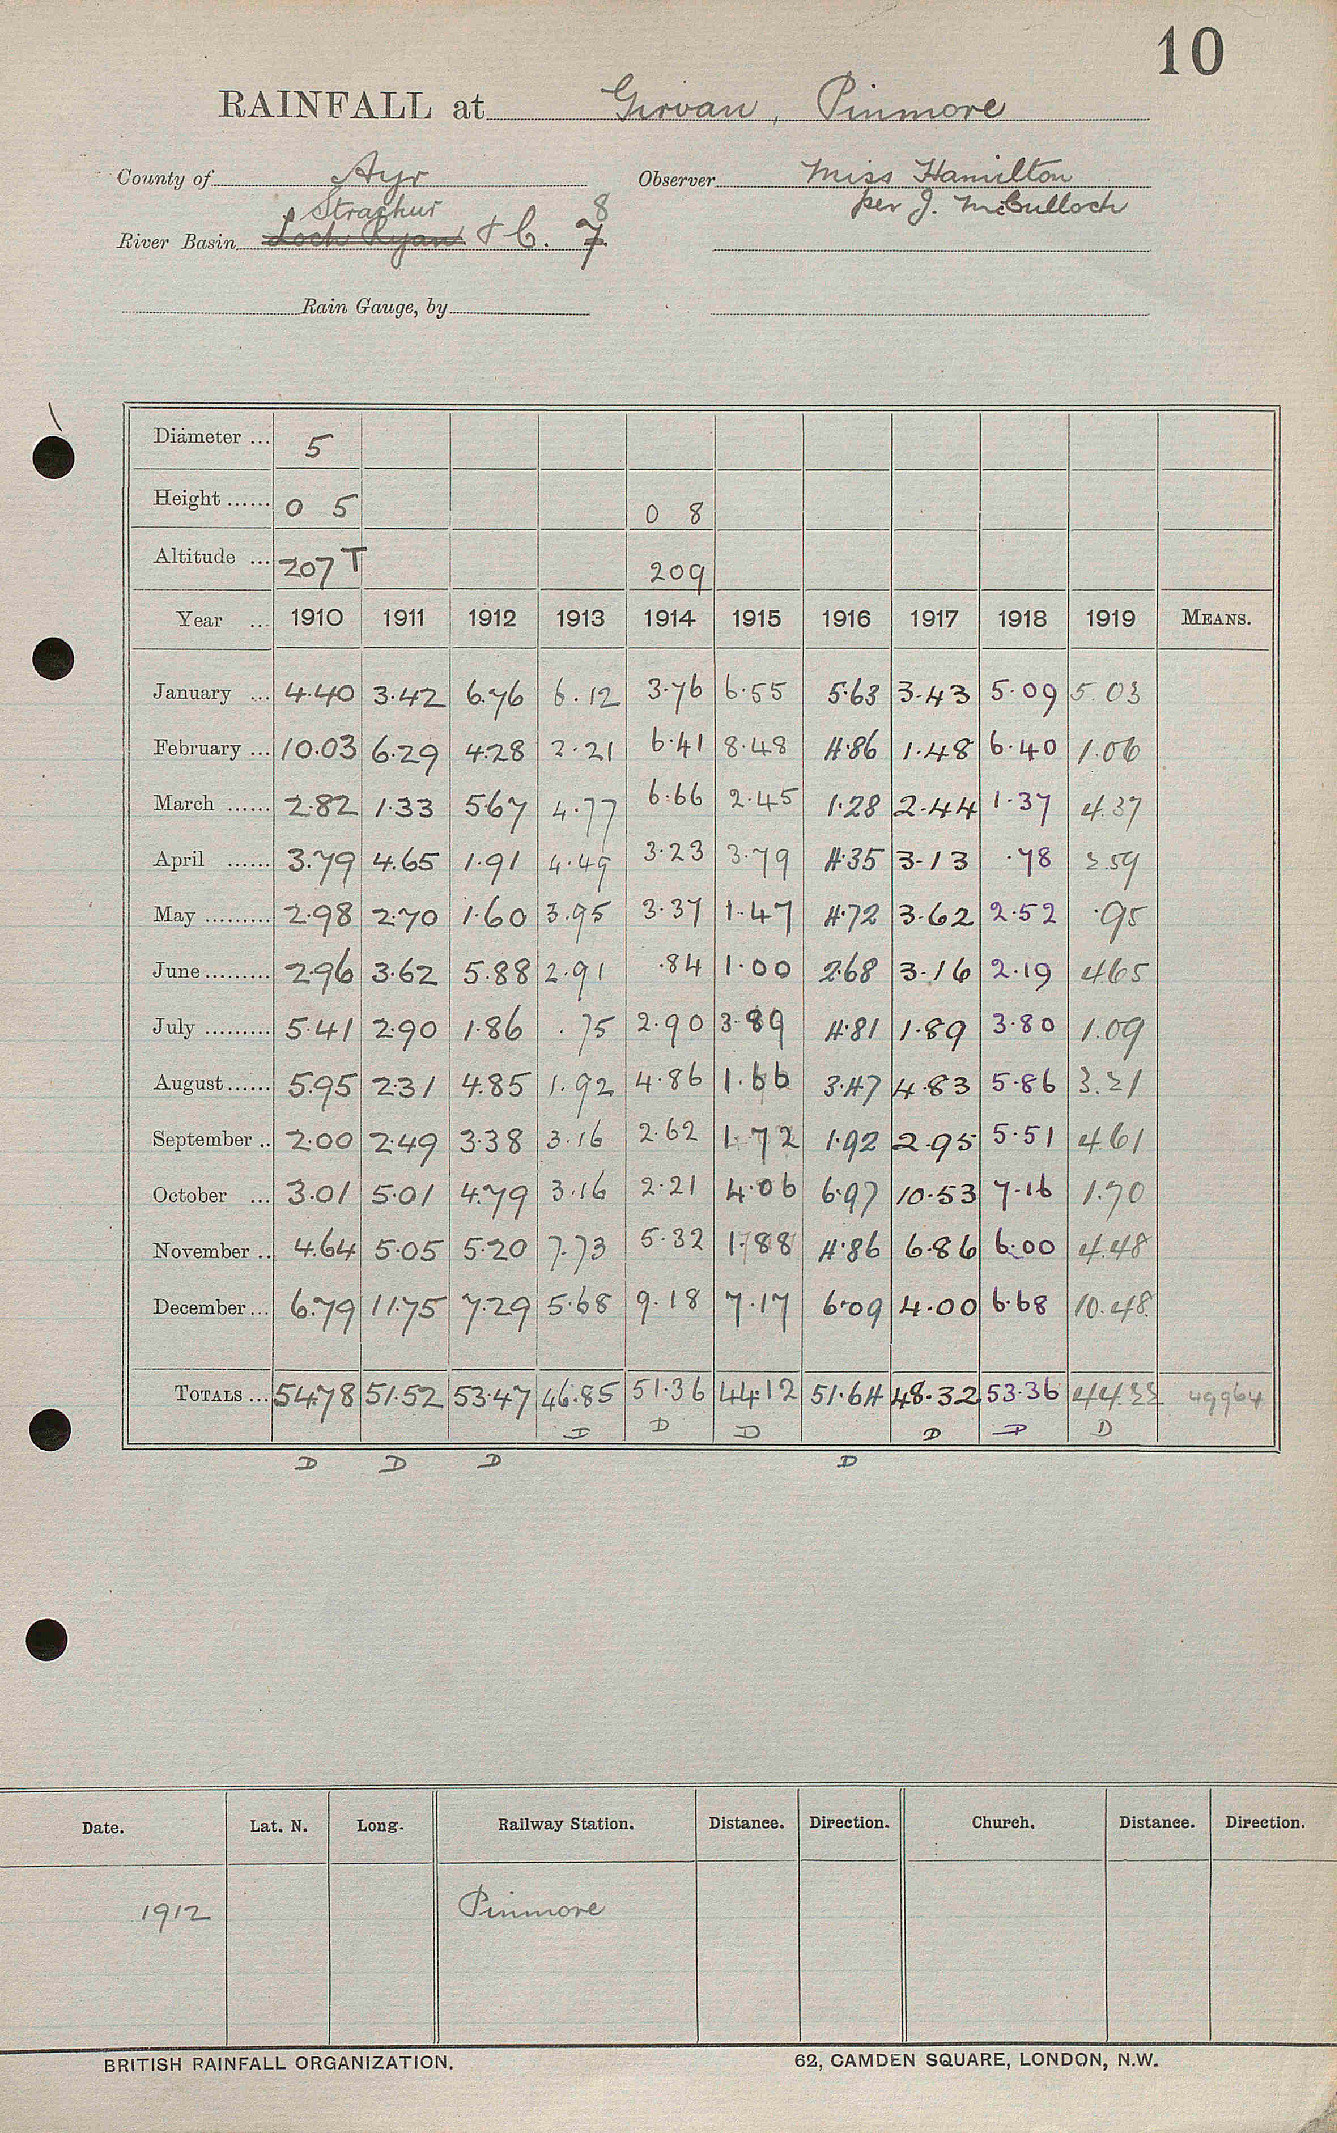 10
RAINFALL at Girvan, Pinmore
County of Ayr Observer Miss Hamilton
Strachur 8 per J. McCulloch
River Basin Loch Ryan + C. 7
Rain Gauge, by
Diameter ... 5
Height ...... 0 5 0 8
Altitude ... 207 T 209
Year ... 1910 1911 1912 1913 1914 1915 1916 1917 1918 1919 MEANS.
January ... 4.40 3.42 6.76 6.12 3.76 6.55 5.63 3.43 5.09 5.03
February ... 10.03 6.29 4.28 2.21 6.41 8.48 4.86 1.48 6.40 1.06
March ...... 2.82 1.33 5.67 4.77 6.66 2.45 1.28 2.44 1.37 4.37
April ...... 3.79 4.65 1.91 4.49 3.23 3.79 4.35 3.13 .78 2.59
May ......... 2.98 2.70 1.60 3.95 3.37 1.47 4.72 3.62 2.52 .95
June ......... 2.96 3.62 5.88 2.91 .84 1.00 2.68 3.16 2.19 4.65
July ......... 5.41 2.90 1.86 .75 2.90 3.89 4.81 1.89 3.80 1.09
August ...... 5.95 2.31 4.85 1.92 4.86 1.66 3.47 4.83 5.86 3.21
September .. 2.00 2.49 3.38 3.16 2.62 1.72 1.92 2.95 5.51 4.61
October ... 3.01 5.01 4.79 3.16 2.21 4.06 6.97 10.53 7.16 1.70
November .. 4.64 5.05 5.20 7.73 5.32 1.88 4.86 6.86 6.00 4.48
December ... 6.79 11.75 7.29 5.68 9.18 7.17 6.09 4.00 6.68 10.48
TOTALS ... 54.78 51.52 53.47 46.85 51.36 44.12 51.64 48.32 53.36 44.22 49964
D D D D D D
D D D D
Date. Lat. N. Long. Railway Station. Distance. Direction. Church. Distance. Direction.
1912 Pinmore
BRITISH RAINFALL ORGANIZATION. 62, CAMDEN SQUARE, LONDON, N.W.